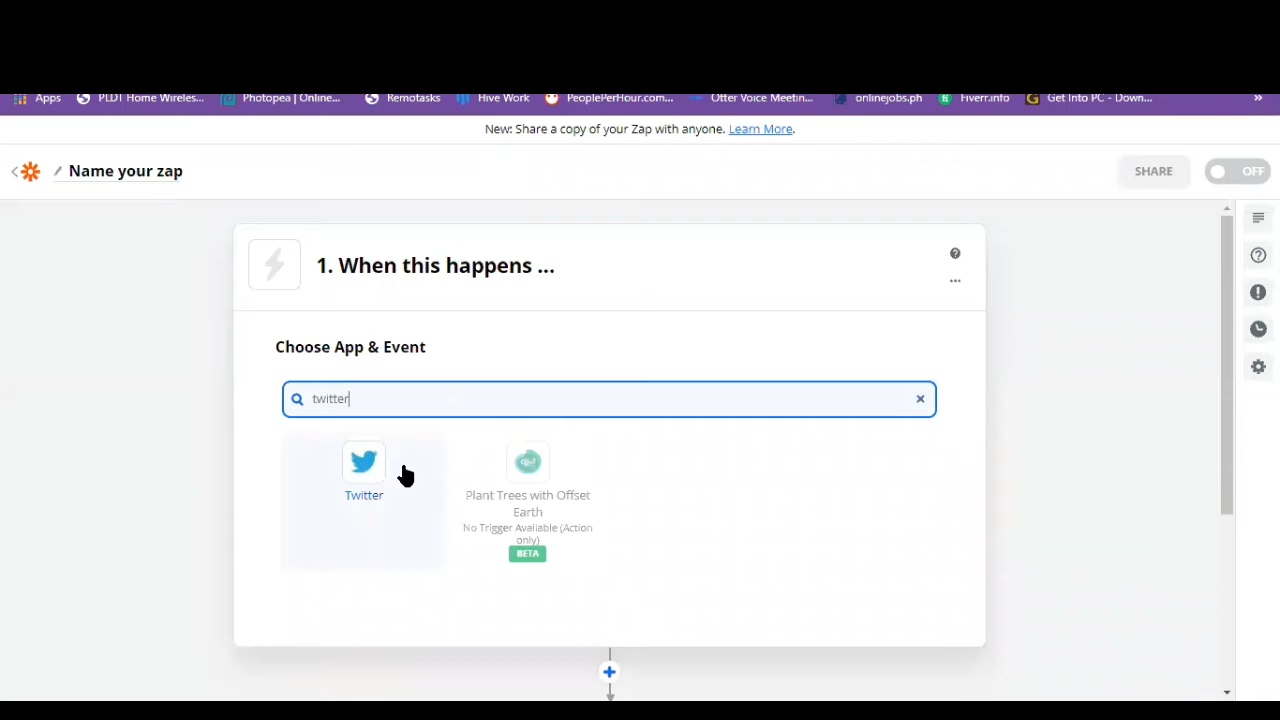 Apps PLDT Home Wireles... Photopea | Online... Remotasks Hive Work PeoplePerHour.com... Otter Voice Meetin... onlinejobs.ph Fiverr.info Get Into PC - Down... »
New: Share a copy of your Zap with anyone. Learn More.
Name your zap
SHARE
OFF
1. When this happens ...
Choose App & Event
twitter
Twitter
Plant Trees with Offset
Earth
No Trigger Available (Action
only)
BETA